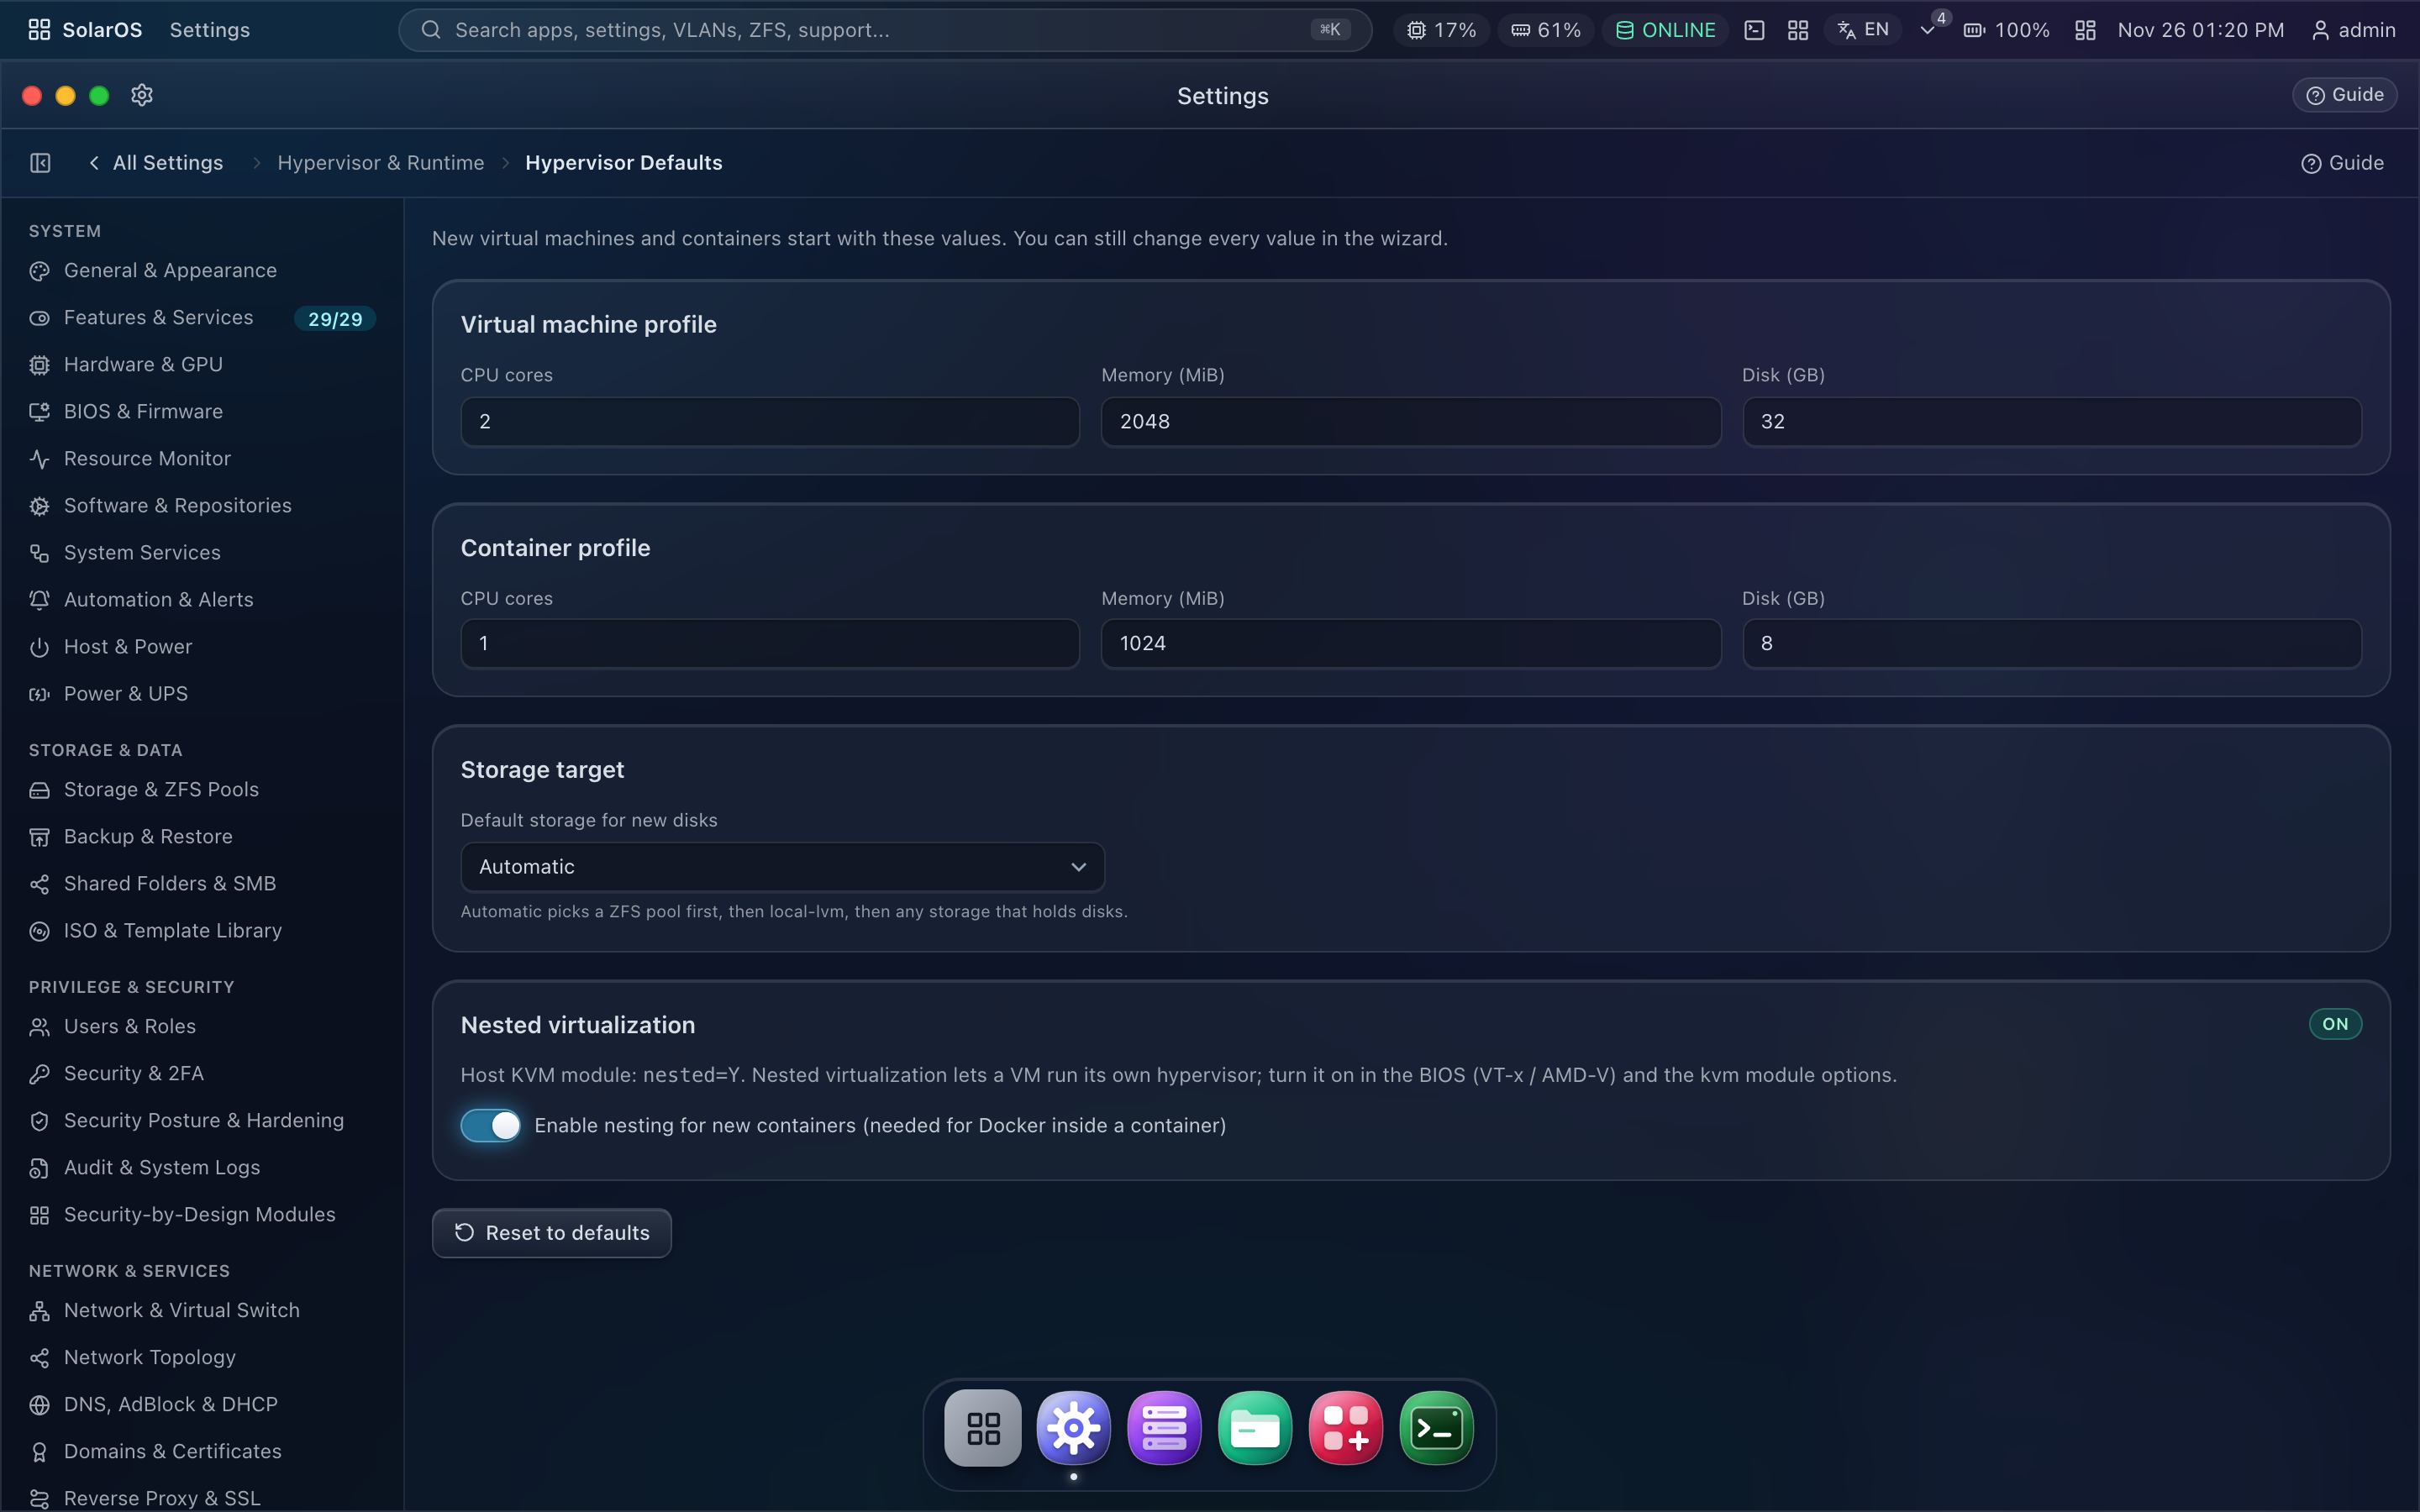 SolarOS Settings Search apps, settings, VLANs, ZFS, support... ⌘K 17% 61% ONLINE EN 4 100% Nov 26 01:20 PM admin
Settings Guide
All Settings Hypervisor & Runtime Hypervisor Defaults Guide
SYSTEM
General & Appearance
Features & Services 29/29
Hardware & GPU
BIOS & Firmware
Resource Monitor
Software & Repositories
System Services
Automation & Alerts
Host & Power
Power & UPS
STORAGE & DATA
Storage & ZFS Pools
Backup & Restore
Shared Folders & SMB
ISO & Template Library
PRIVILEGE & SECURITY
Users & Roles
Security & 2FA
Security Posture & Hardening
Audit & System Logs
Security-by-Design Modules
NETWORK & SERVICES
Network & Virtual Switch
Network Topology
DNS, AdBlock & DHCP
Domains & Certificates
Reverse Proxy & SSL
New virtual machines and containers start with these values. You can still change every value in the wizard.
Virtual machine profile
CPU cores Memory (MiB) Disk (GB)
2 2048 32
Container profile
CPU cores Memory (MiB) Disk (GB)
1 1024 8
Storage target
Default storage for new disks
Automatic
Automatic picks a ZFS pool first, then local-lvm, then any storage that holds disks.
Nested virtualization ON
Host KVM module: nested=Y. Nested virtualization lets a VM run its own hypervisor; turn it on in the BIOS (VT-x / AMD-V) and the kvm module options.
Enable nesting for new containers (needed for Docker inside a container)
Reset to defaults